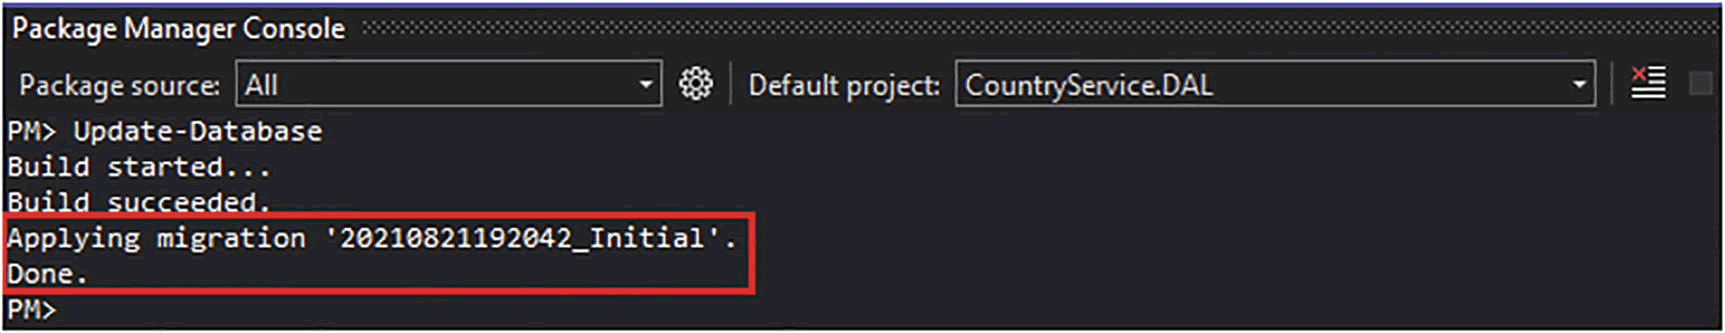 Package Manager Console
Package source: All Default project: CountryService.DAL
PM> Update-Database
Build started...
Build succeeded.
Applying migration '20210821192042_Initial'.
Done.
PM>